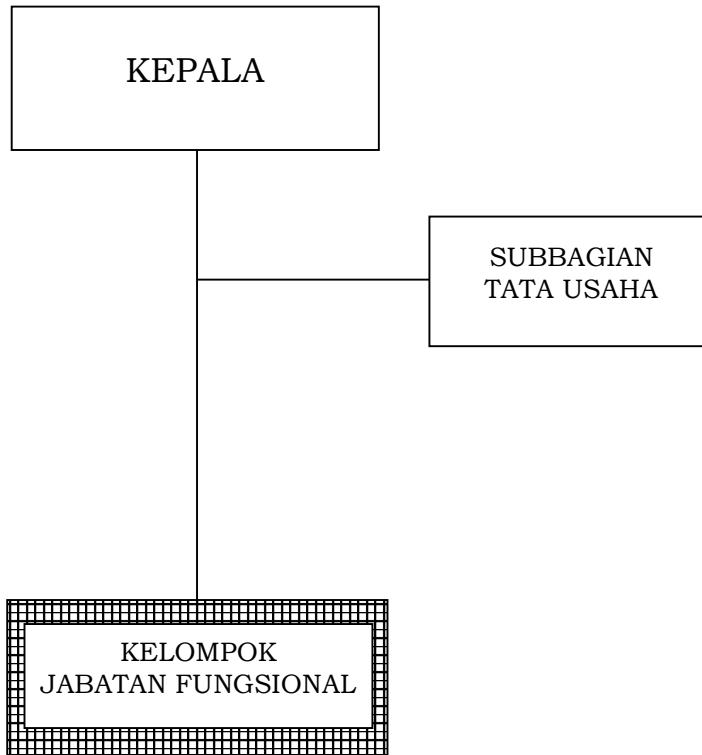 KEPALA
SUBBAGIAN
TATA USAHA
KELOMPOK
JABATAN FUNGSIONAL